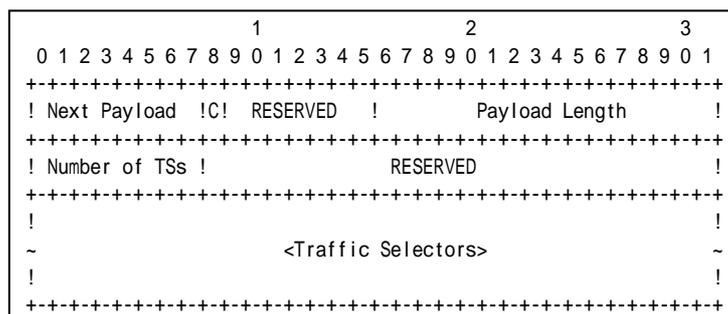 1                   2                   3
 0 1 2 3 4 5 6 7 8 9 0 1 2 3 4 5 6 7 8 9 0 1 2 3 4 5 6 7 8 9 0 1
+-+-+-+-+-+-+-+-+-+-+-+-+-+-+-+-+-+-+-+-+-+-+-+-+-+-+-+-+-+-+-+-+
! Next Payload !C! RESERVED ! Payload Length !
+-+-+-+-+-+-+-+-+-+-+-+-+-+-+-+-+-+-+-+-+-+-+-+-+-+-+-+-+-+-+-+-+
! Number of TSs ! RESERVED !
+-+-+-+-+-+-+-+-+-+-+-+-+-+-+-+-+-+-+-+-+-+-+-+-+-+-+-+-+-+-+-+-+
! !
~ <Traffic Selectors> ~
! !
+-+-+-+-+-+-+-+-+-+-+-+-+-+-+-+-+-+-+-+-+-+-+-+-+-+-+-+-+-+-+-+-+